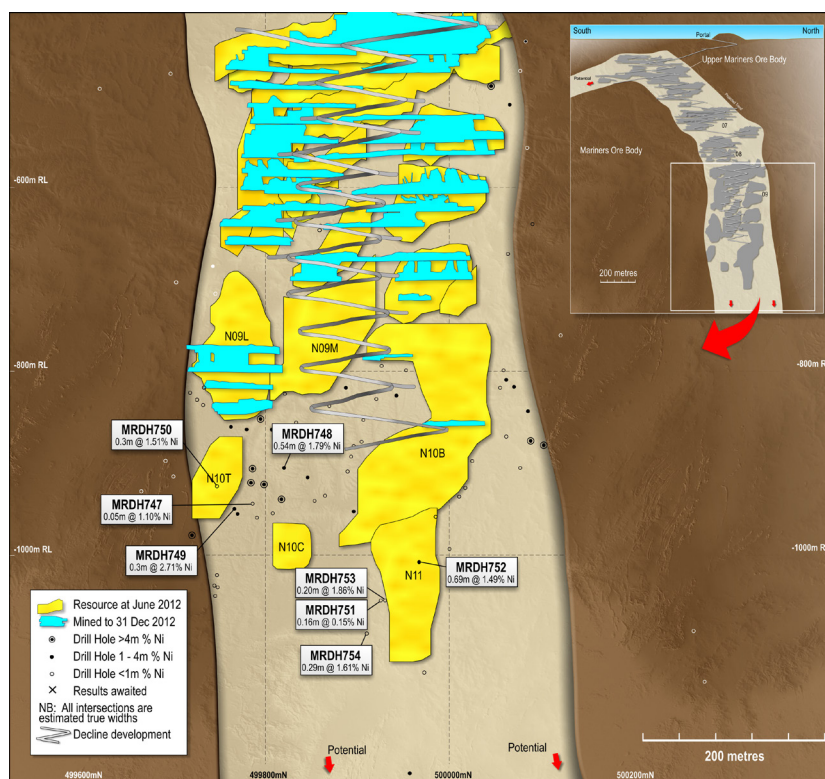 South
North
Portal
Upper Mariners Ore Body
Potential
Mariners Ore Body
07
08
09
200 metres
-600m RL
N09L
N09M
-800m RL
-800m RL
MRDH750
0.3m @ 1.51% Ni
MRDH748
0.54m @ 1.79% Ni
N10T
N10B
MRDH747
0.05m @ 1.10% Ni
MRDH749
0.3m @ 2.71% Ni
-1000m RL
-1000m RL
N10C
N11
MRDH752
0.69m @ 1.49% Ni
MRDH753
0.20m @ 1.86% Ni
MRDH751
0.16m @ 0.15% Ni
MRDH754
0.29m @ 1.61% Ni
Resource at June 2012
Mined to 31 Dec 2012
Drill Hole >4m % Ni
Drill Hole 1 - 4m % Ni
Drill Hole <1m % Ni
Results awaited
NB: All intersections are
estimated true widths
Decline development
Potential
Potential
200 metres
499600mN
499800mN
500000mN
500200mN